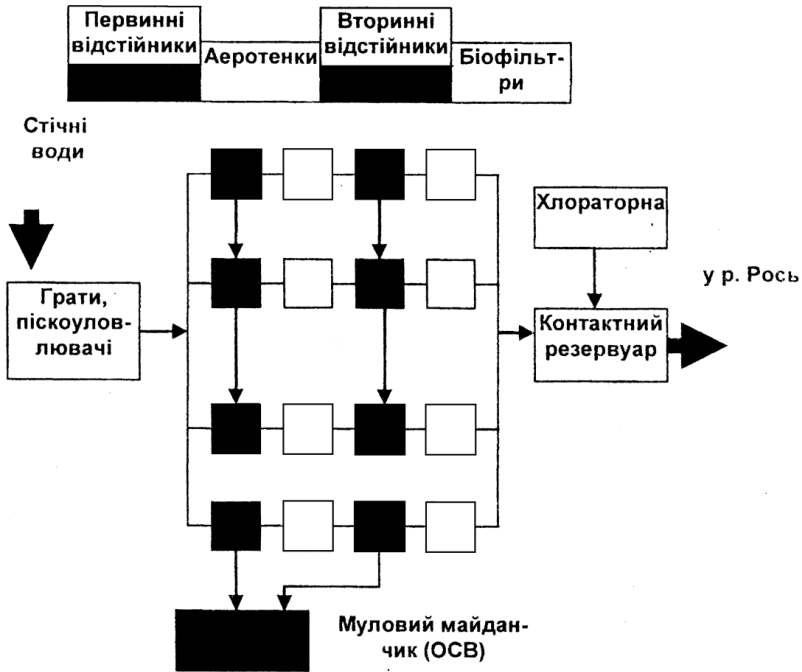 Первинні
відстійники
Аеротенки
Вторинні
відстійники
Біофільт-
ри
Стічні
води
Хлораторна
у р. Рось
Грати,
піскоулов-
лювачі
Контактний
резервуар
Муловий майдан-
чик (ОСВ)